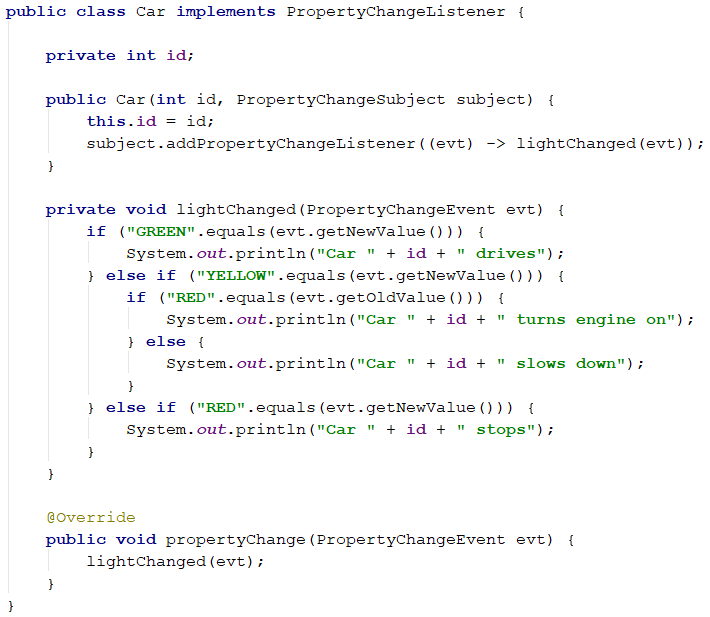 public class Car implements PropertyChangeListener {

    private int id;

    public Car(int id, PropertyChangeSubject subject) {
        this.id = id;
        subject.addPropertyChangeListener((evt) -> lightChanged(evt));
    }

    private void lightChanged(PropertyChangeEvent evt) {
        if ("GREEN".equals(evt.getNewValue())) {
            System.out.println("Car " + id + " drives");
        } else if ("YELLOW".equals(evt.getNewValue())) {
            if ("RED".equals(evt.getOldValue())) {
                System.out.println("Car " + id + " turns engine on");
            } else {
                System.out.println("Car " + id + " slows down");
            }
        } else if ("RED".equals(evt.getNewValue())) {
            System.out.println("Car " + id + " stops");
        }
    }

    @Override
    public void propertyChange(PropertyChangeEvent evt) {
        lightChanged(evt);
    }
}